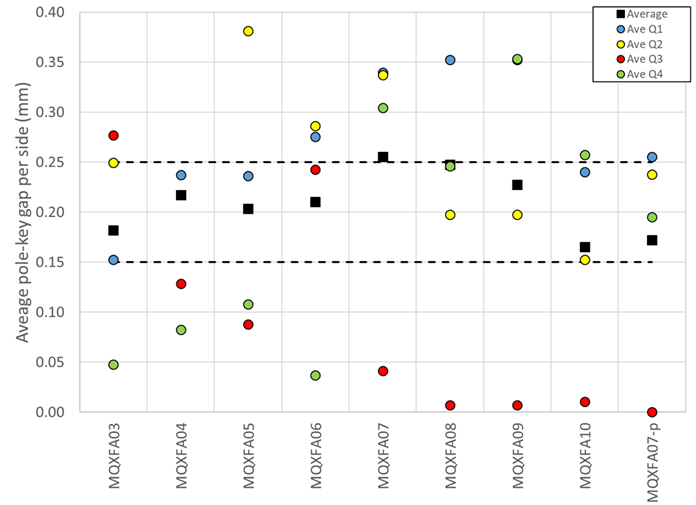 0.40
0.35
0.30
0.25
0.20
0.15
0.10
0.05
0.00
Aveage pole-key gap per side (mm)
Average
Ave Q1
Ave Q2
Ave Q3
Ave Q4
MQXFA03
MQXFA04
MQXFA05
MQXFA06
MQXFA07
MQXFA08
MQXFA09
MQXFA10
MQXFA07-p